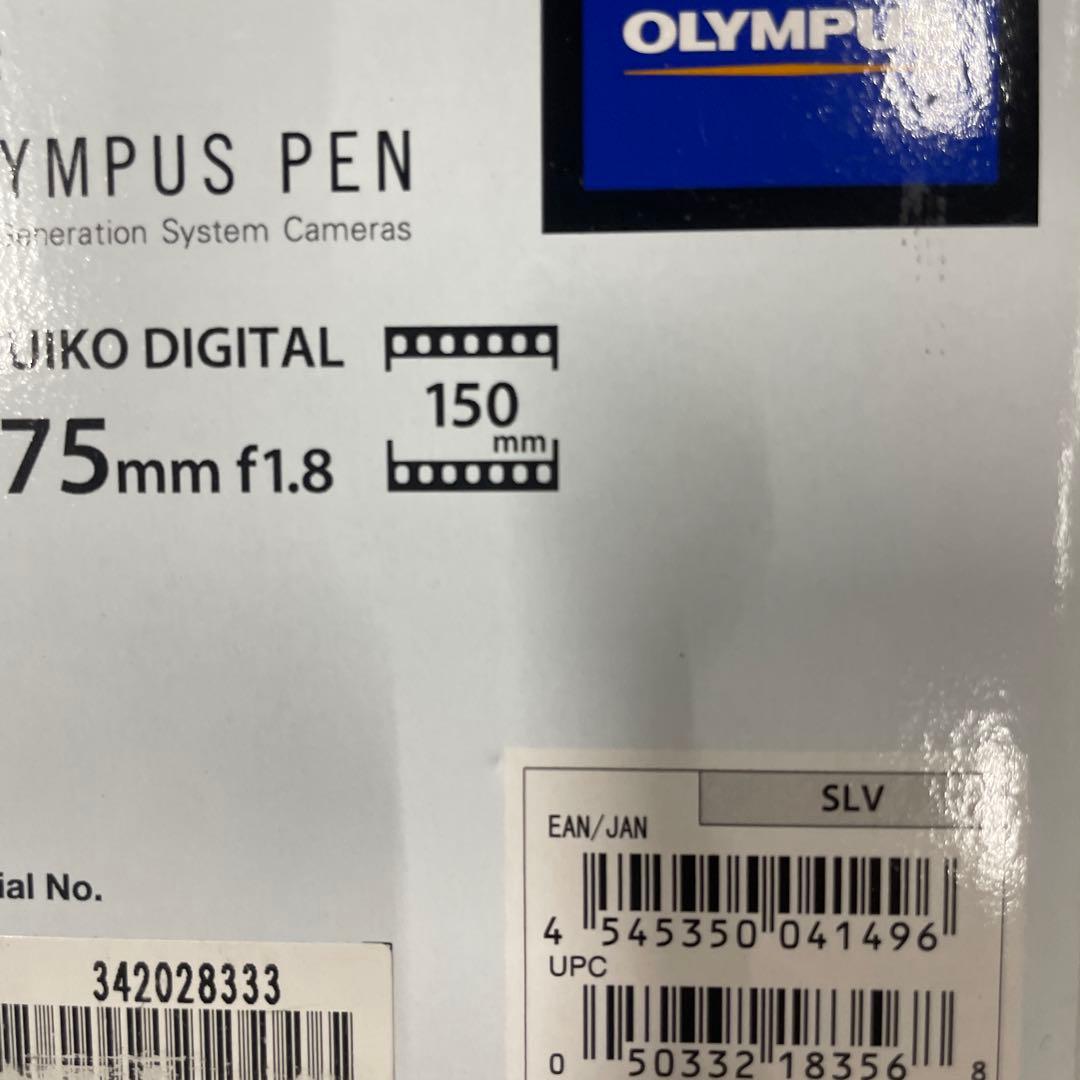 OLYMPUS
YMPUS PEN
Generation System Cameras
UIKO DIGITAL
150
mm
75mm f1.8
SLV
EAN/JAN
4 545350 041496
UPC
0 50332 18356 8
ial No.
342028333